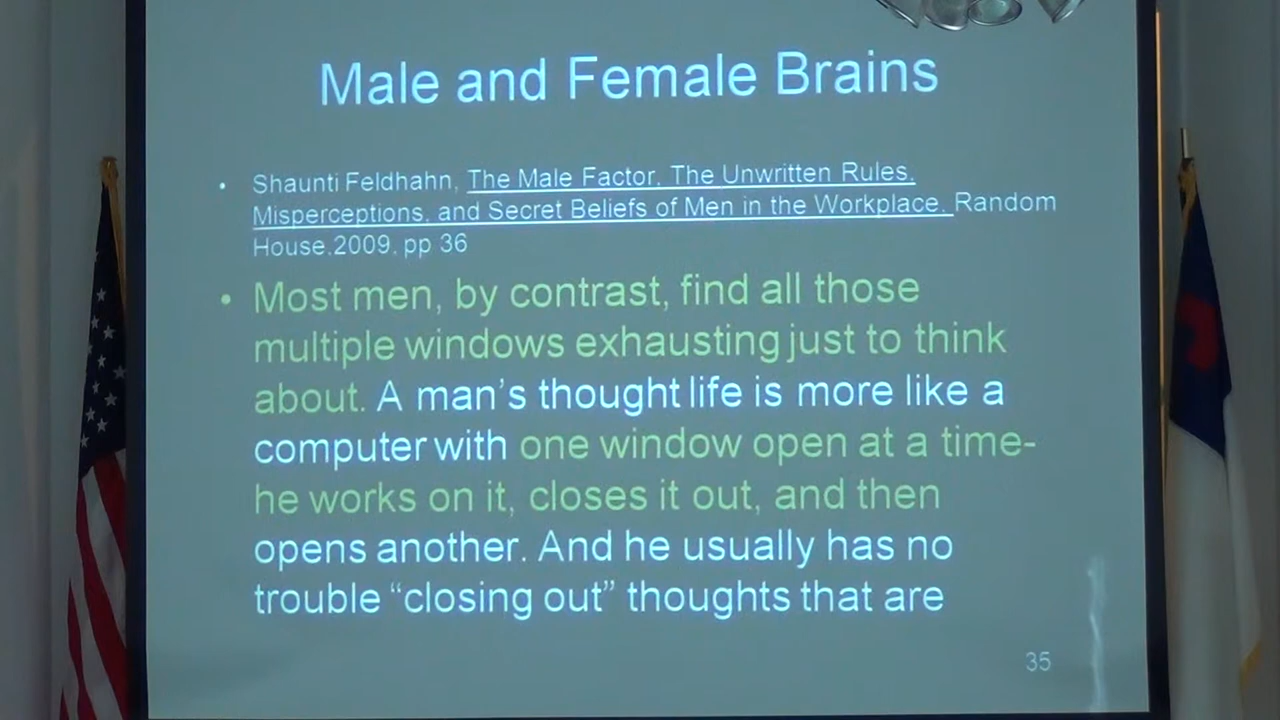 Male and Female Brains
• Shaunti Feldhahn, The Male Factor. The Unwritten Rules.
Misperceptions. and Secret Beliefs of Men in the Workplace. Random
House.2009. pp 36
• Most men, by contrast, find all those
multiple windows exhausting just to think
about. A man's thought life is more like a
computer with one window open at a time-
he works on it, closes it out, and then
opens another. And he usually has no
trouble “closing out” thoughts that are
35